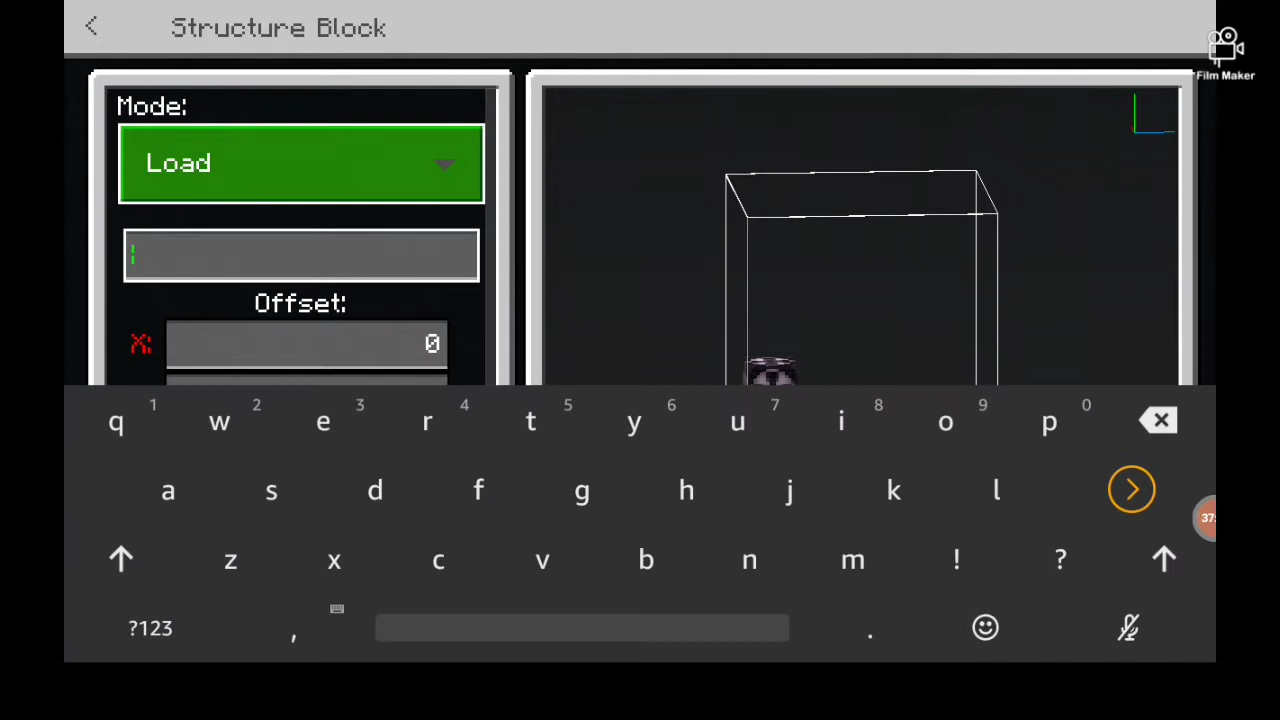 Structure Block
Film Maker
Mode:
Load
Offset:
X: 0
q 1 w 2 e 3 r 4 t 5 y 6 u 7 i 8 o 9 p 0
a s d f g h j k l
z x c v b n m ! ?
?123 , .
37: